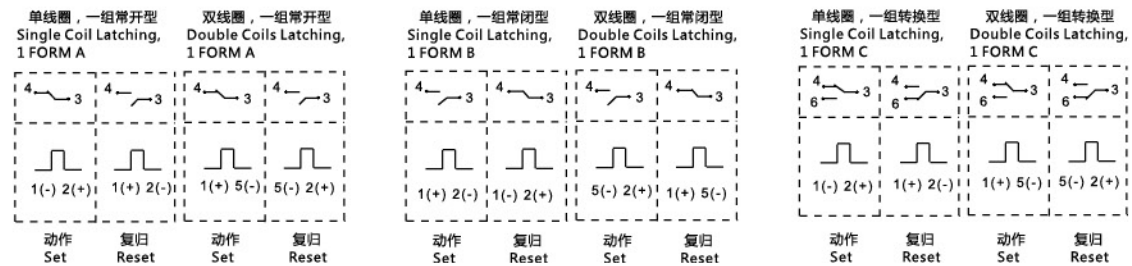 单线圈，一组常开型
Single Coil Latching,
1 FORM A
双线圈，一组常开型
Double Coils Latching,
1 FORM A
4 3 4 3 4 3 4 3
1(-) 2(+) 1(+) 2(-) 1(+) 5(-) 5(-) 2(+)
动作 复归 动作 复归
Set Reset Set Reset
单线圈，一组常闭型
Single Coil Latching,
1 FORM B
双线圈，一组常闭型
Double Coils Latching,
1 FORM B
4 3 4 3 4 3 4 3
1(+) 2(-) 1(-) 2(+) 5(-) 2(+) 1(+) 5(-)
动作 复归 动作 复归
Set Reset Set Reset
单线圈，一组转换型
Single Coil Latching,
1 FORM C
双线圈，一组转换型
Double Coils Latching,
1 FORM C
4 3 4 3 4 3 4 3
6 6 6 6
1(-) 2(+) 1(+) 2(-) 1(+) 5(-) 5(-) 2(+)
动作 复归 动作 复归
Set Reset Set Reset